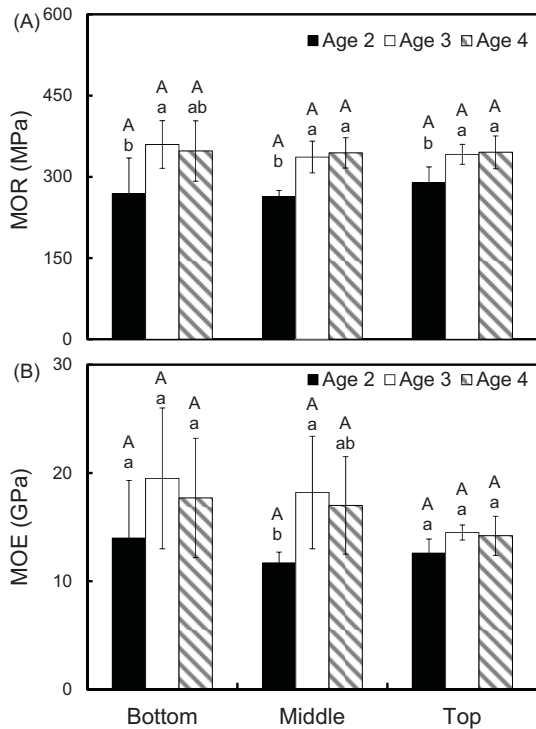 (A)
600
450
300
150
0
MOR (MPa)
Age 2 Age 3 Age 4
A A A
b a ab
A A A
b a a
A A A
b a a
(B)
30
20
10
0
MOE (GPa)
Age 2 Age 3 Age 4
A A A
a a a
A A A
b a ab
A A A
a a a
Bottom Middle Top